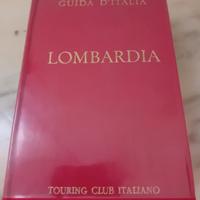 GUIDA D'ITALIA
LOMBARDIA
TOURING CLUB ITALIANO